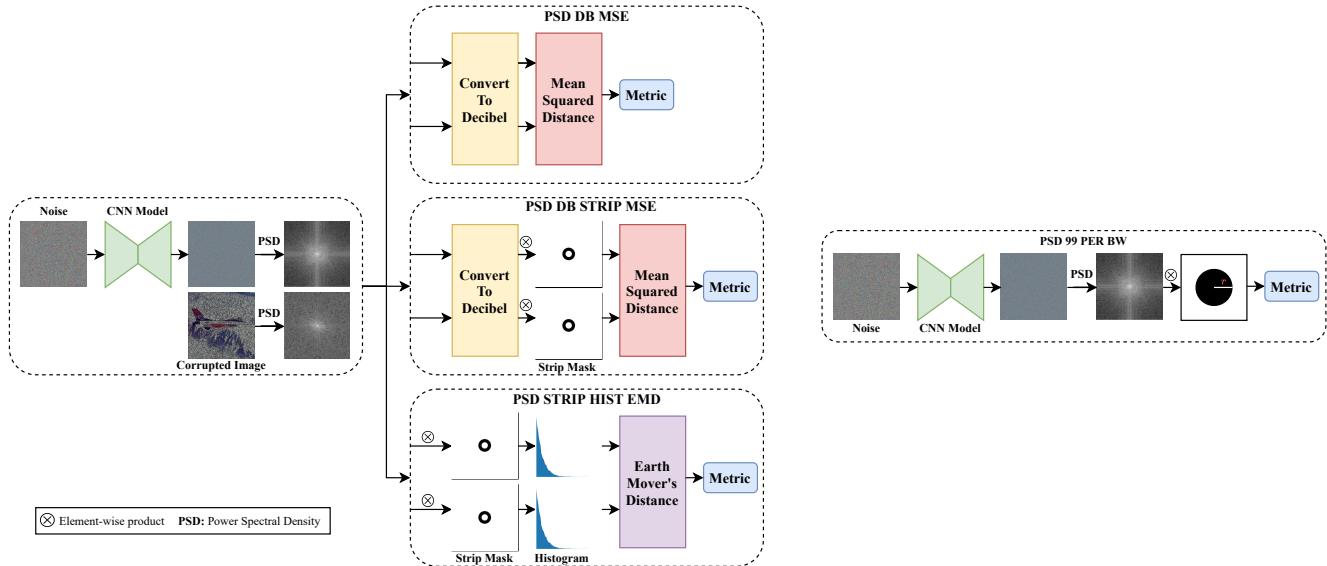 PSD DB MSE
Convert
To
Decibel
Mean
Squared
Distance
Metric
Noise
CNN Model
PSD
PSD
Corrupted Image
PSD DB STRIP MSE
Convert
To
Decibel
Strip Mask
Mean
Squared
Distance
Metric
PSD STRIP HIST EMD
Strip Mask
Histogram
Earth
Mover's
Distance
Metric
⊗ Element-wise product PSD: Power Spectral Density
PSD 99 PER BW
Noise
CNN Model
PSD
r
Metric